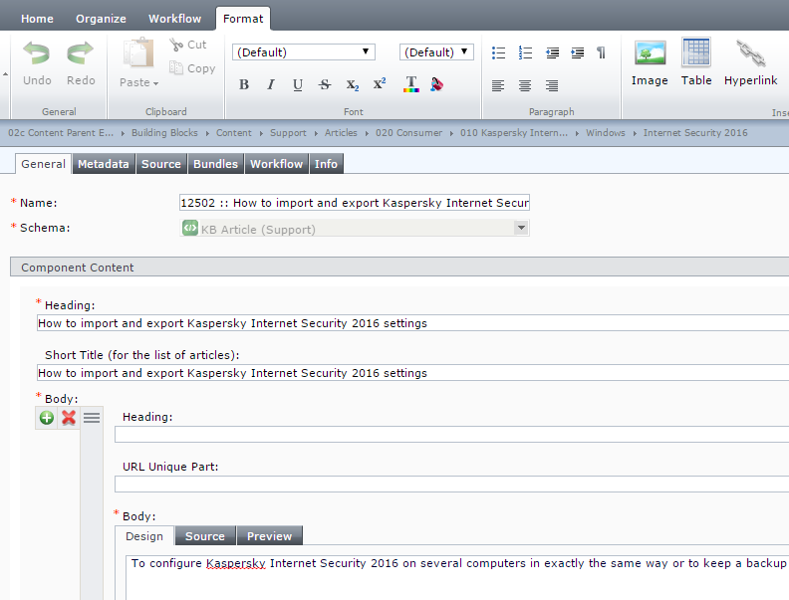 Home Organize Workflow Format
(Default) (Default)
Cut
Copy
Undo Redo Paste
B I U S X2 X2 T
Image Table Hyperlink
General Clipboard Font Paragraph
02c Content Parent E... Building Blocks Content Support Articles 020 Consumer 010 Kaspersky Intern... Windows Internet Security 2016
General Metadata Source Bundles Workflow Info
* Name: 12502 :: How to import and export Kaspersky Internet Secur
* Schema: KB Article (Support)
Component Content
* Heading:
How to import and export Kaspersky Internet Security 2016 settings
Short Title (for the list of articles):
How to import and export Kaspersky Internet Security 2016 settings
* Body:
Heading:
URL Unique Part:
* Body:
Design Source Preview
To configure Kaspersky Internet Security 2016 on several computers in exactly the same way or to keep a backup